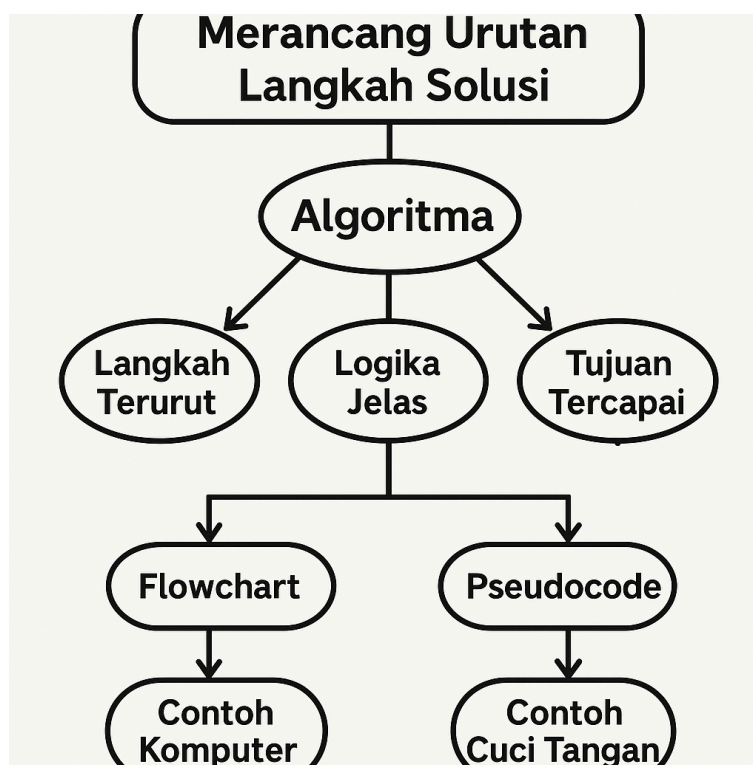 Merancang Urutan
Langkah Solusi
Algoritma
Langkah
Terurut
Logika
Jelas
Tujuan
Tercapai
Flowchart
Pseudocode
Contoh
Komputer
Contoh
Cuci Tangan